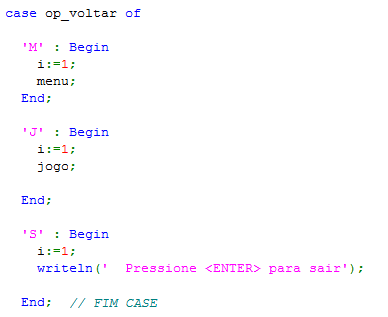 case op_voltar of
'M' : Begin
i:=1;
menu;
End;
'J' : Begin
i:=1;
jogo;
End;
'S' : Begin
i:=1;
writeln('  Pressione <ENTER> para sair');
End;  // FIM CASE